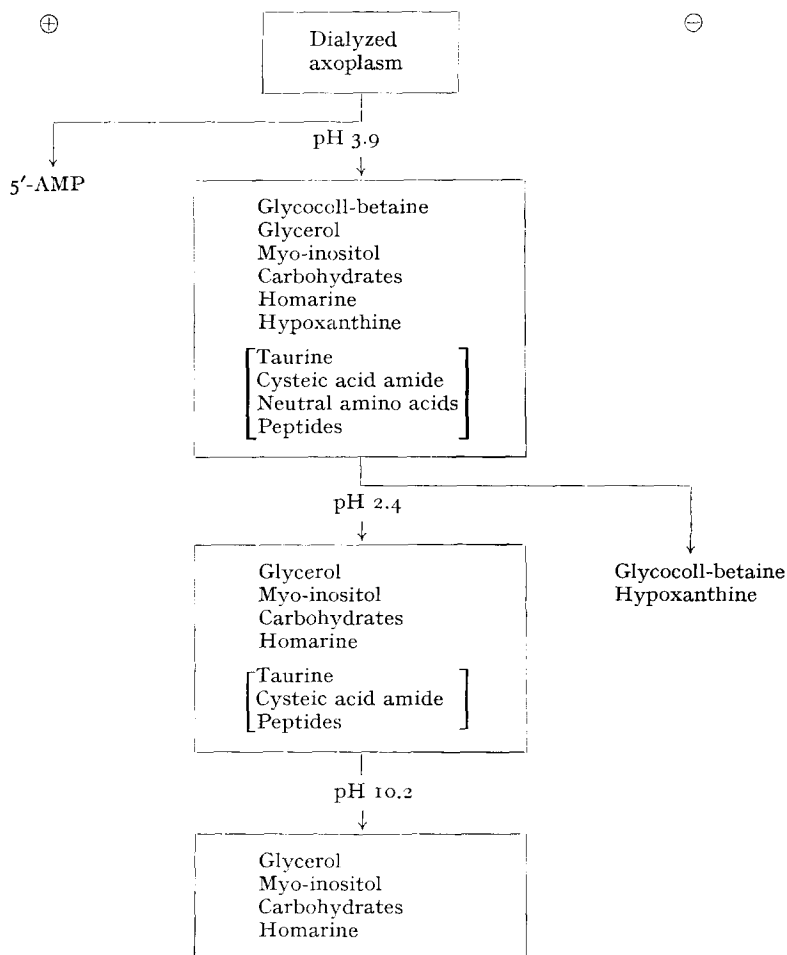 ⊕ ⊖
Dialyzed
axoplasm
pH 3.9
5′-AMP
Glycocoll-betaine
Glycerol
Myo-inositol
Carbohydrates
Homarine
Hypoxanthine
Taurine
Cysteic acid amide
Neutral amino acids
Peptides
pH 2.4
Glycerol
Myo-inositol
Carbohydrates
Homarine
Taurine
Cysteic acid amide
Peptides
Glycocoll-betaine
Hypoxanthine
pH 10.2
Glycerol
Myo-inositol
Carbohydrates
Homarine